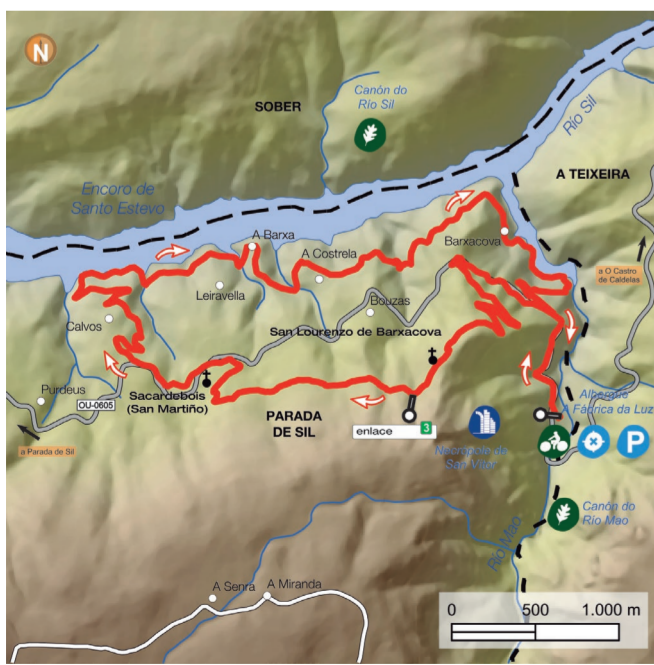 N
Canón do
Río Sil
SOBER
Río Sil
A TEIXEIRA
Encoro de
Santo Estevo
A Barxa
Barxacova
A Costrela
a O Castro
de Caldelas
Leiravella
Bouzas
Calvos
San Lourenzo de Barxacova
Purdeus
OU-0605
Sacardebois
(San Martiño)
Albergue
A Fábrica da Luz
PARADA
DE SIL
enlace 3
P
a Parada de Sil
Necrópole de
San Vítor
Canón do
Río Mao
Río Mao
A Senra
A Miranda
0 500 1.000 m